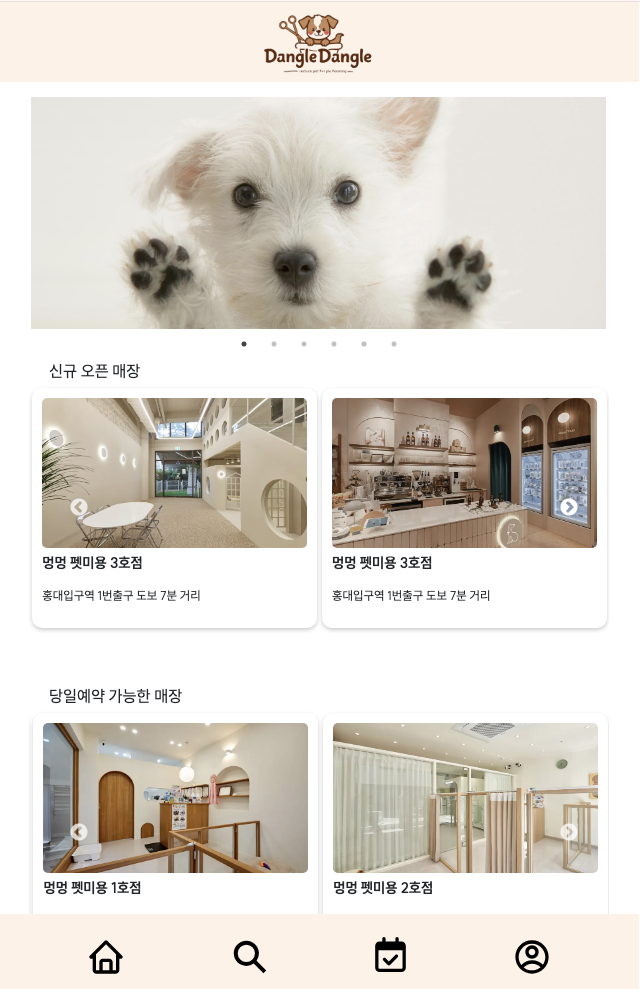 DangleDangle
신규 오픈 매장
멍멍 펫미용 3호점
홍대입구역 1번출구 도보 7분 거리
멍멍 펫미용 3호점
홍대입구역 1번출구 도보 7분 거리
당일예약 가능한 매장
멍멍 펫미용 1호점
멍멍 펫미용 2호점